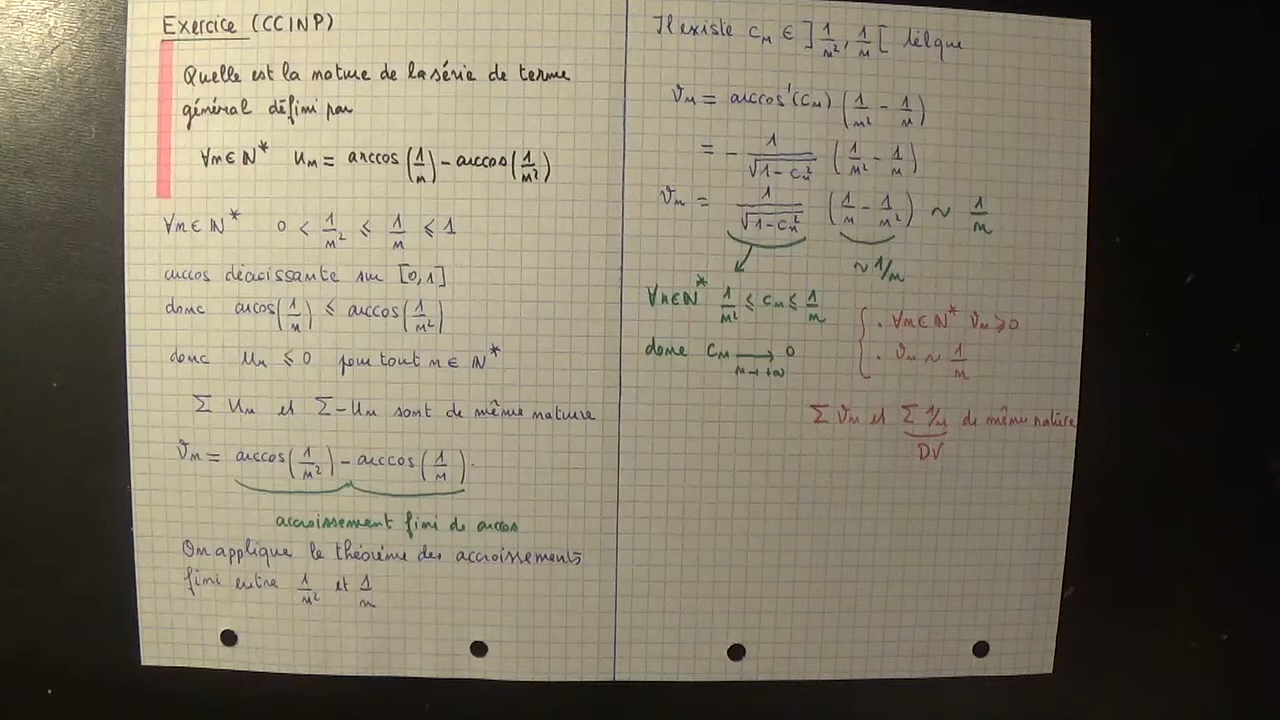 Exercice (CCINP)
Quelle est la nature de la série de terme
général défini par
∀n∈ℕ* uₙ = arccos(1/n) - arccos(1/n²)
∀n∈ℕ* 0 < 1/n² ≤ 1/n ≤ 1
arccos décroissante sur [0,1]
donc arcos(1/n) ≤ arccos(1/n²)
donc uₙ ≤ 0 pour tout n ∈ ℕ*
Σ uₙ et Σ-uₙ sont de même nature
vₙ = arccos(1/n²) - arccos(1/n).
accroissement fini de arccos
On applique le théorème des accroissements
fini entre 1/n² et 1/n
Il existe cₙ ∈ ]1/n², 1/n[ tel que
vₙ = arccos'(cₙ) (1/n² - 1/n)
= - 1/√(1-cₙ²) (1/n² - 1/n)
vₙ = 1/√(1-cₙ²) (1/n - 1/n²) ~ 1/n
~ 1/n
∀n∈ℕ* 1/n² ≤ cₙ ≤ 1/n
donc cₙ → 0
n→+∞
{ . ∀n∈ℕ* vₙ ≥ 0
. vₙ ~ 1/n
Σ vₙ et Σ 1/n de même nature
DV